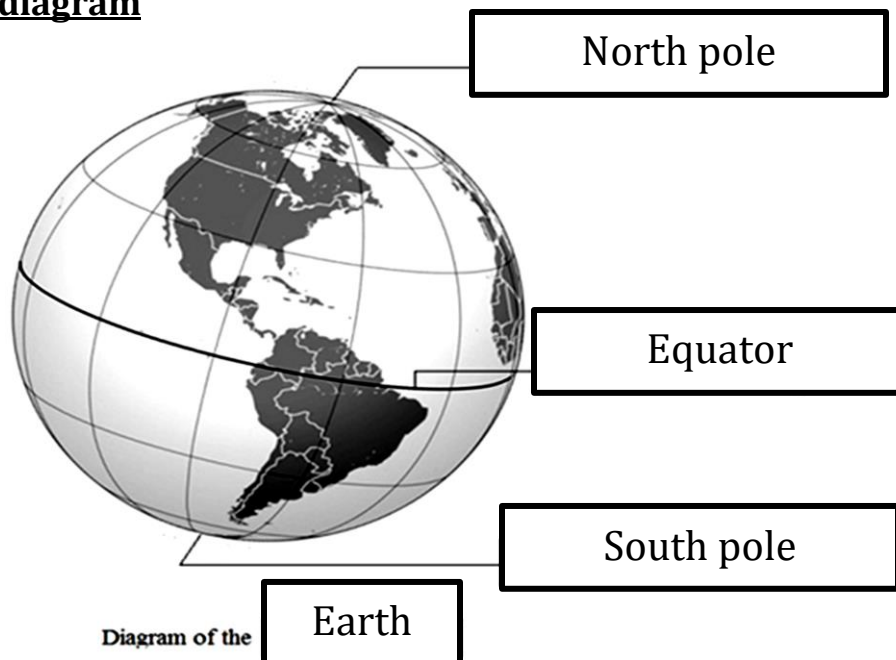 diagram
North pole
Equator
South pole
Diagram of the Earth